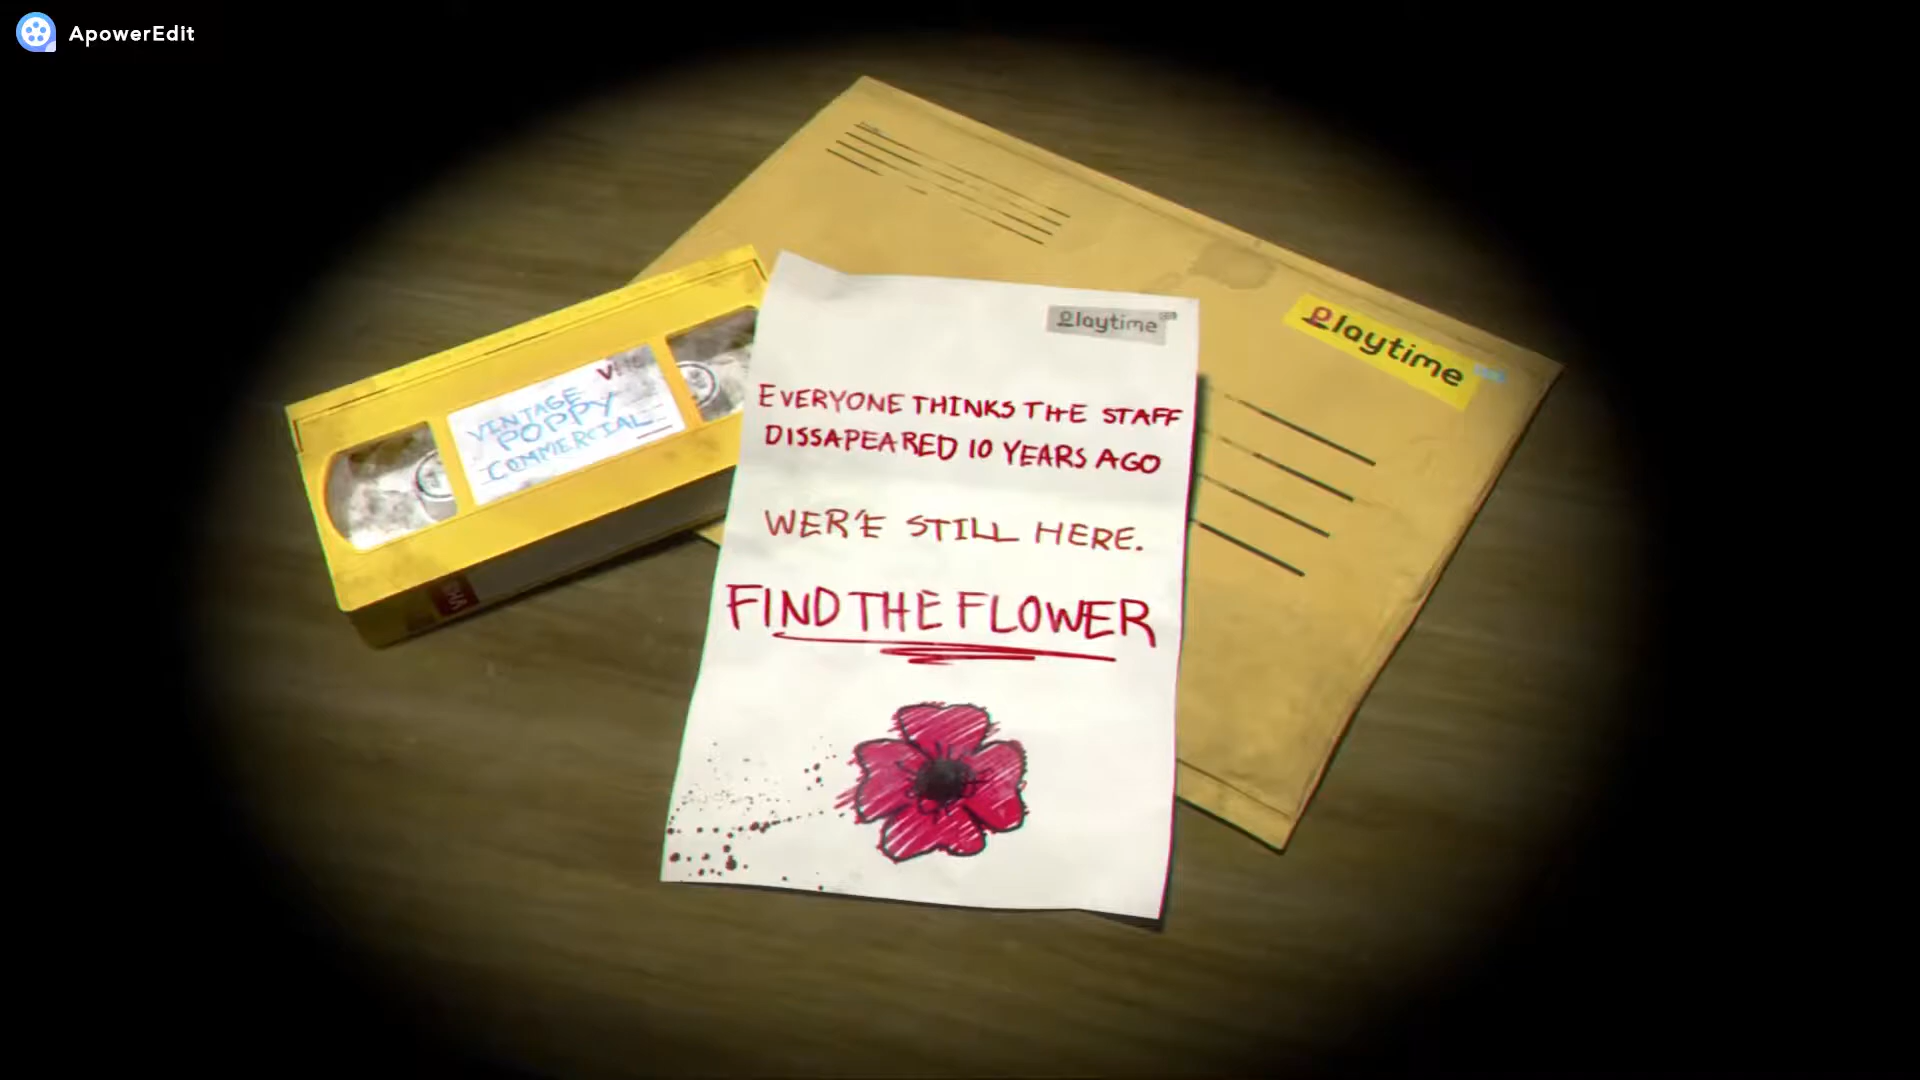 ApowerEdit
Playtime
Playtime
VINTAGE
POPPY
COMMERCIAL
EVERYONE THINKS THE STAFF
DISSAPEARED 10 YEARS AGO
WER'E STILL HERE.
FIND THE FLOWER